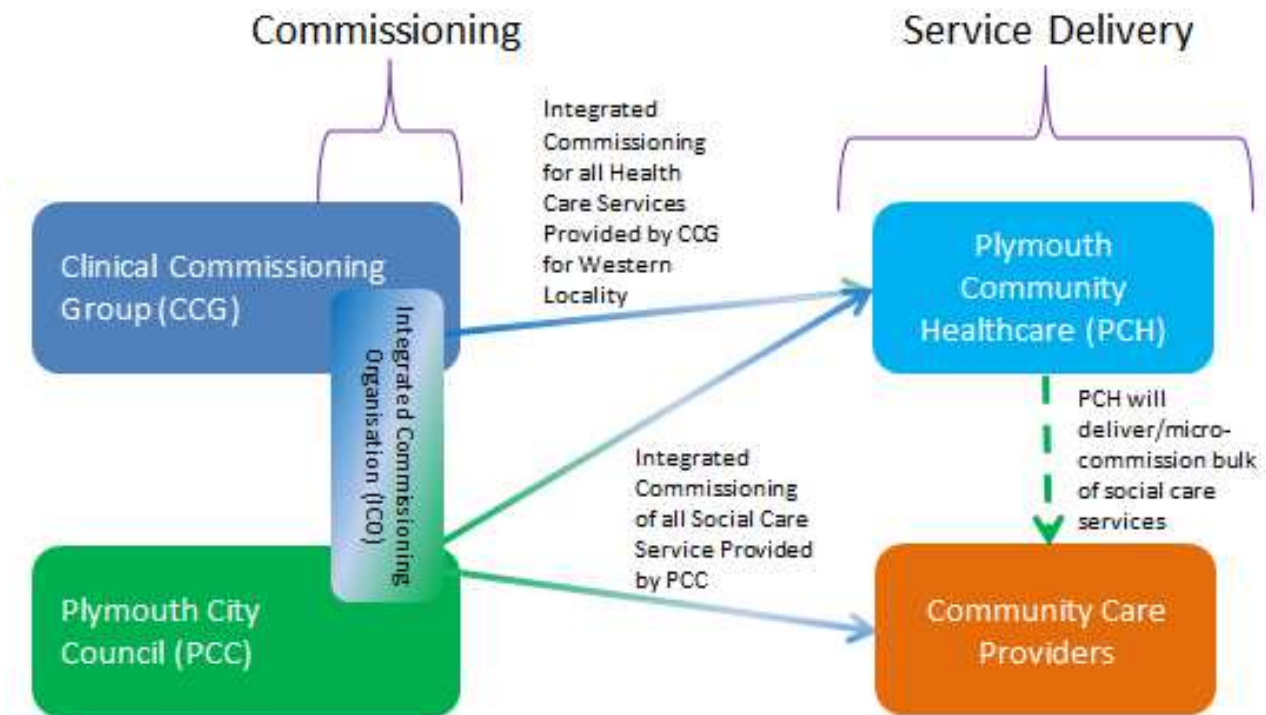 Commissioning
Service Delivery
Integrated
Commissioning
for all Health
Care Services
Provided by CCG
for Western
Locality
Clinical Commissioning
Group (CCG)
Plymouth
Community
Healthcare (PCH)
Integrated Commissioning
Organisation (ICO)
PCH will
deliver/micro-
commission bulk
of social care
services
Integrated
Commissioning
of all Social Care
Service Provided
by PCC
Plymouth City
Council (PCC)
Community Care
Providers